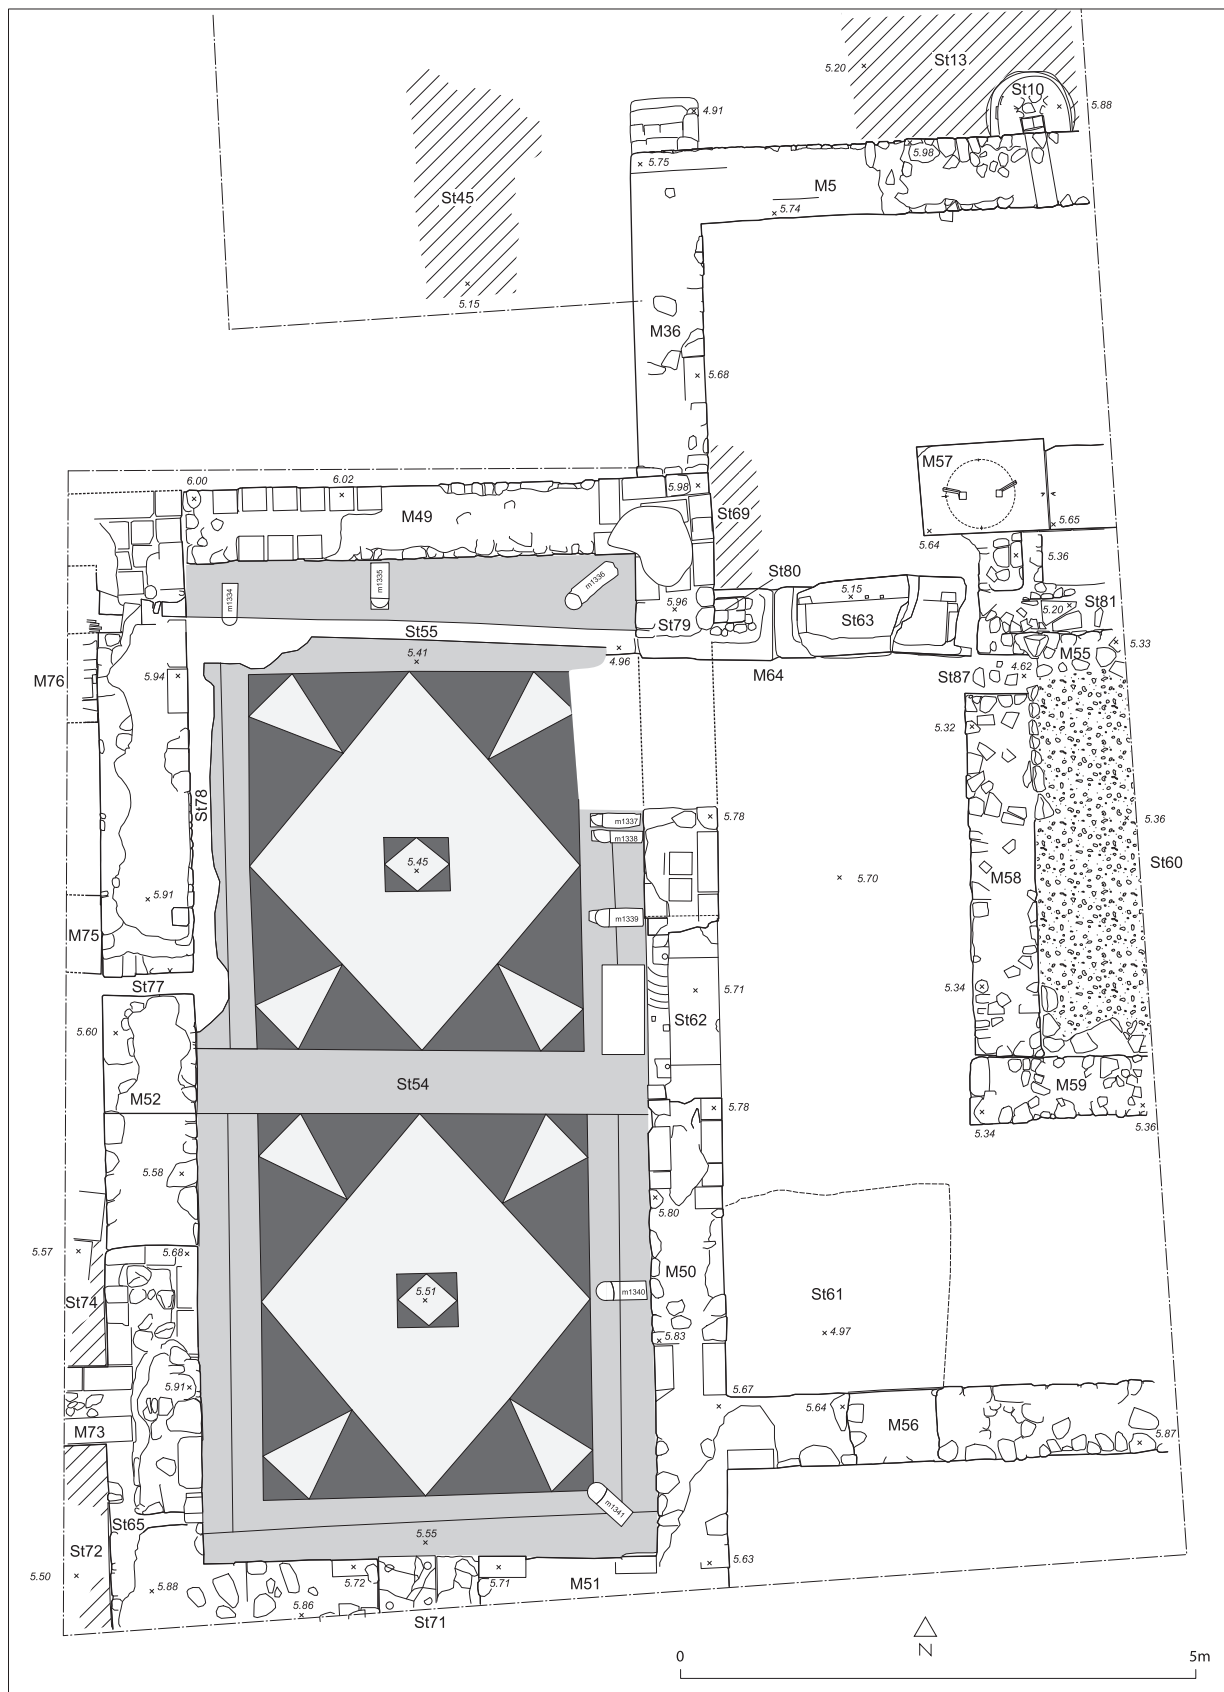 St13
5.20
St10
5.88
4.91
5.75
5.98
M5
5.74
St45
5.15
M36
5.68
6.00
6.02
5.98
M57
M49
St69
5.65
5.64
5.36
m1334
m1335
m1336
St80
5.15
5.96
5.20
St81
St55
St79
St63
5.33
5.41
4.96
M55
M76
5.94
M64
St87
4.62
5.32
St78
m1337
5.78
m1338
5.36
5.45
St60
5.70
M58
5.91
m1339
M75
St77
5.34
5.71
5.60
St62
St54
M59
M52
5.78
5.34
5.36
5.58
5.80
5.57
5.68
M50
St74
5.51
m1340
St61
5.83
4.97
5.91
5.67
5.64
M56
M73
5.87
m1341
St65
5.55
St72
5.63
5.50
5.88
5.72
5.71
M51
5.86
St71
N
0
5m